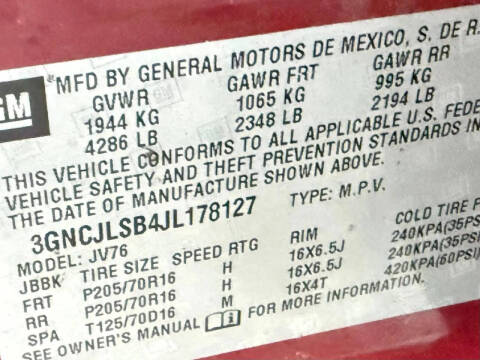 GM
MFD BY GENERAL MOTORS DE MEXICO, S. DE R.
GVWR GAWR FRT GAWR RR
1944 KG 1065 KG 995 KG
4286 LB 2348 LB 2194 LB
THIS VEHICLE CONFORMS TO ALL APPLICABLE U.S. FEDE
VEHICLE SAFETY AND THEFT PREVENTION STANDARDS IN
THE DATE OF MANUFACTURE SHOWN ABOVE.
3GNCJLSB4JL178127 TYPE: M.P.V.
MODEL: JV76
JBBK TIRE SIZE SPEED RTG RIM COLD TIRE P
FRT P205/70R16 H 16X6.5J 240KPA(35PS
RR P205/70R16 H 16X6.5J 240KPA(35PSI
SPA T125/70D16 M 16X4T 420KPA(60PSI)
SEE OWNER'S MANUAL FOR MORE INFORMATION.